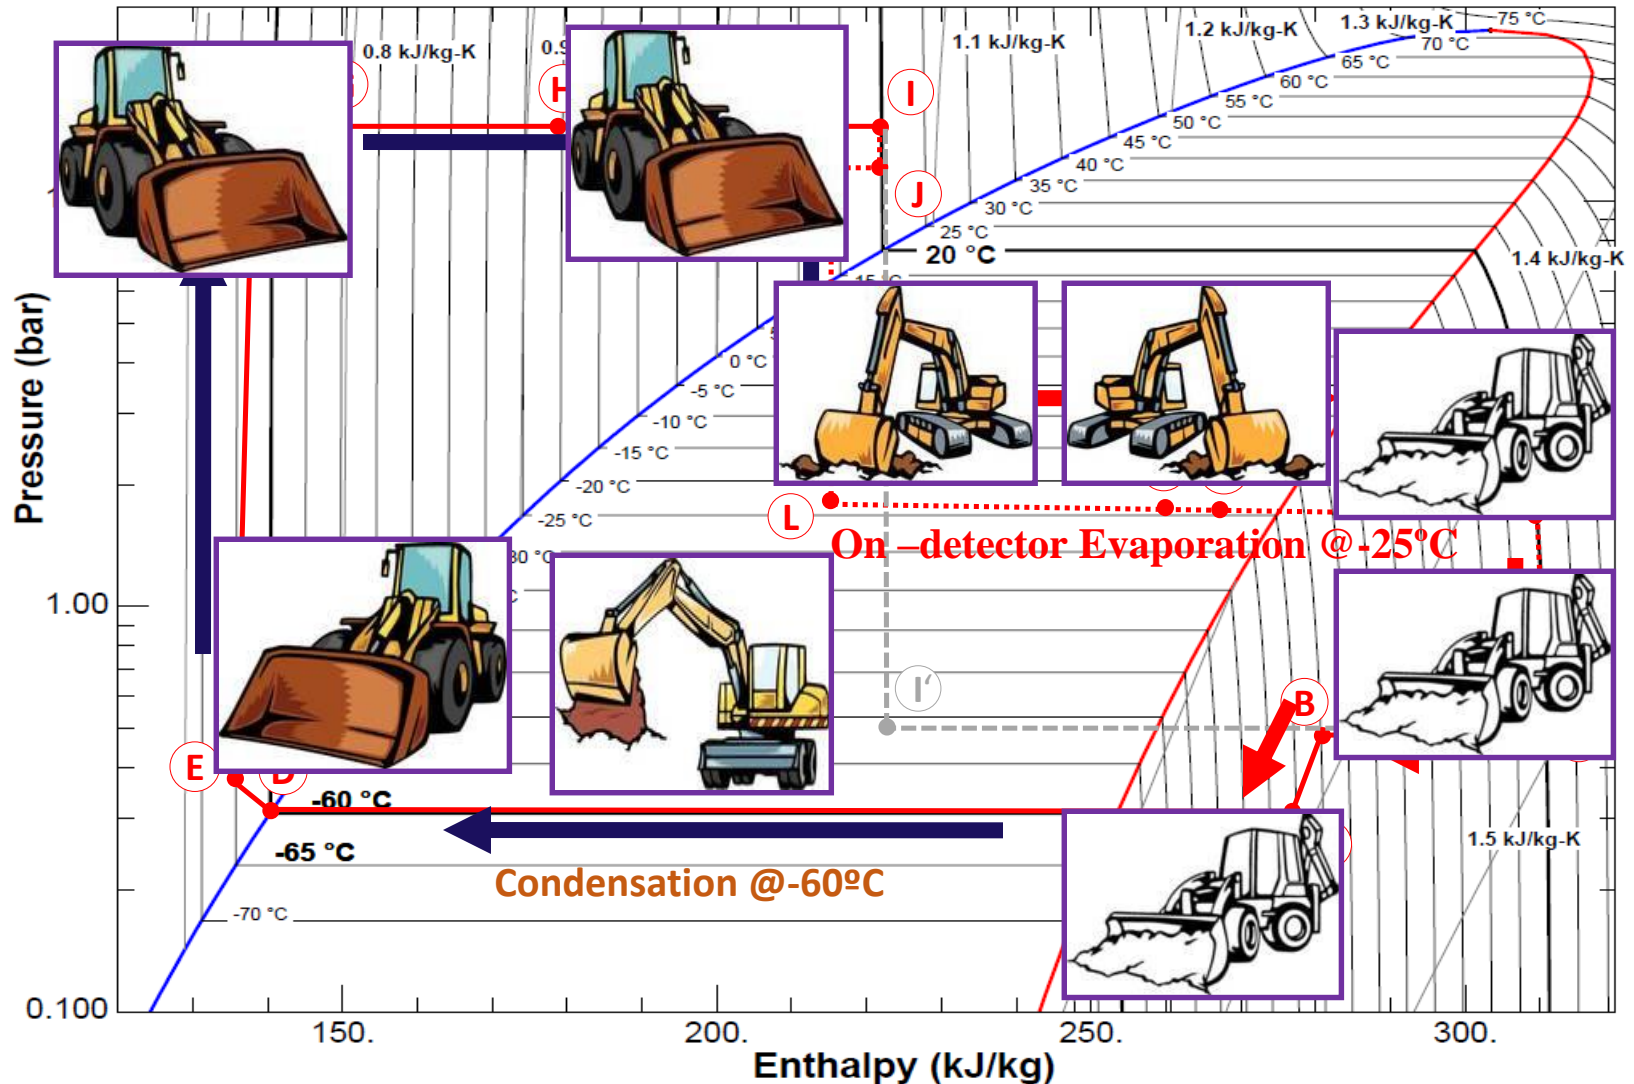 0.8 kJ/kg-K
1.1 kJ/kg-K
1.2 kJ/kg-K
1.3 kJ/kg-K
75 °C
70 °C
65 °C
60 °C
55 °C
50 °C
45 °C
40 °C
35 °C
30 °C
25 °C
20 °C
1.4 kJ/kg-K
H
I
J
0 °C
-5 °C
-10 °C
-15 °C
-20 °C
-25 °C
L
On –detector Evaporation @-25ºC
Pressure (bar)
1.00
I‘
B
E
D
-60 °C
-65 °C
1.5 kJ/kg-K
Condensation @-60ºC
-70 °C
0.100
150.
200.
250.
300.
Enthalpy (kJ/kg)